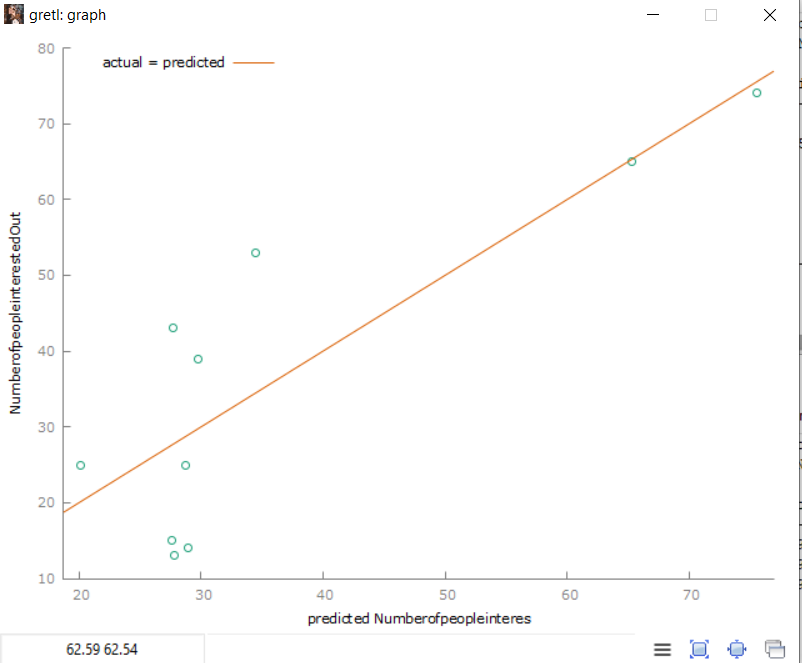 gretl: graph
80
actual = predicted
70
60
50
40
30
20
10
NumberofpeopleinterestedOut
20 30 40 50 60 70
predicted Numberofpeopleinteres
62.59 62.54